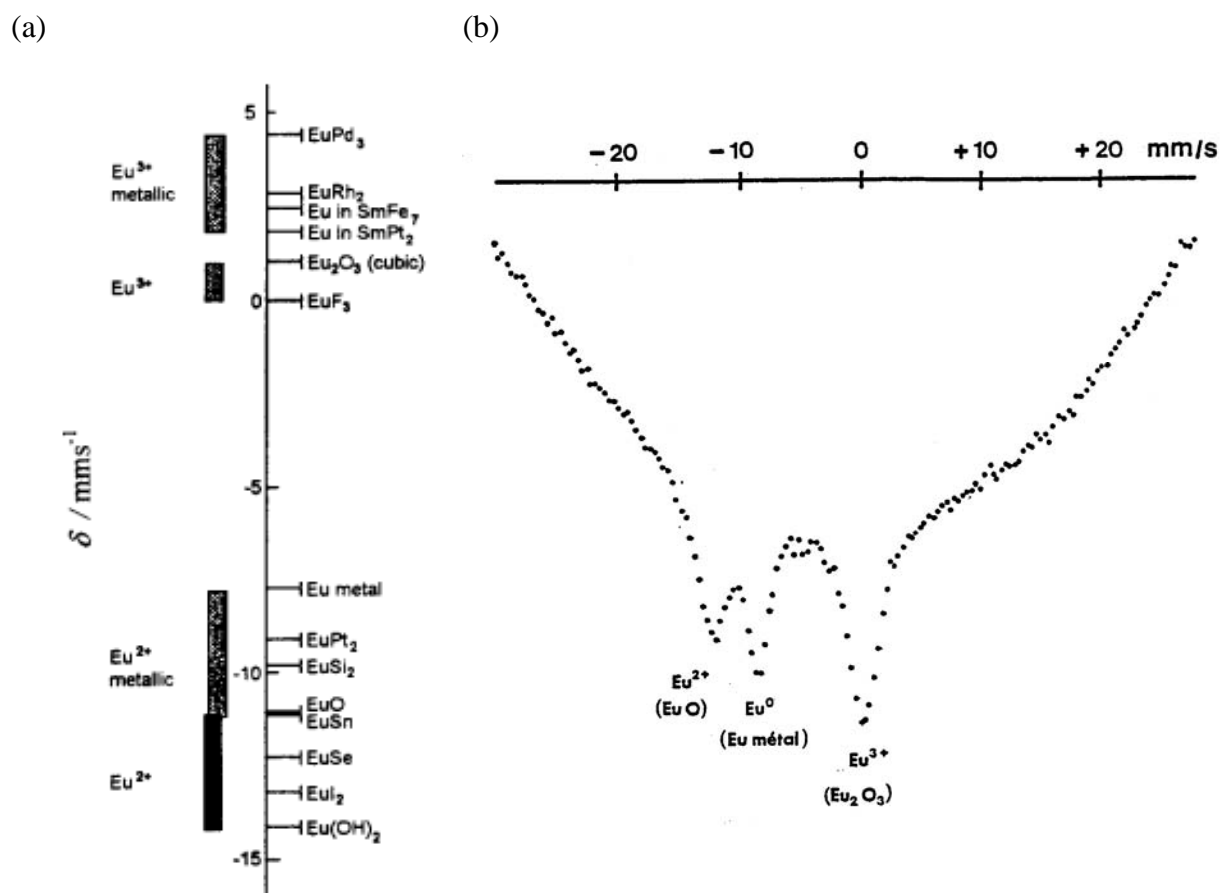 (a)
(b)
5
EuPd₃
Eu³⁺
metallic
EuRh₂
Eu in SmFe₇
Eu in SmPt₂
Eu₂O₃ (cubic)
Eu³⁺
0
EuF₃
δ / mms⁻¹
-5
Eu metal
EuPt₂
Eu²⁺
metallic
EuSi₂
-10
EuO
EuSn
EuSe
Eu²⁺
EuI₂
Eu(OH)₂
-15
-20 -10 0 +10 +20 mm/s
Eu²⁺
(EuO)
Eu⁰
(Eu métal)
Eu³⁺
(Eu₂O₃)